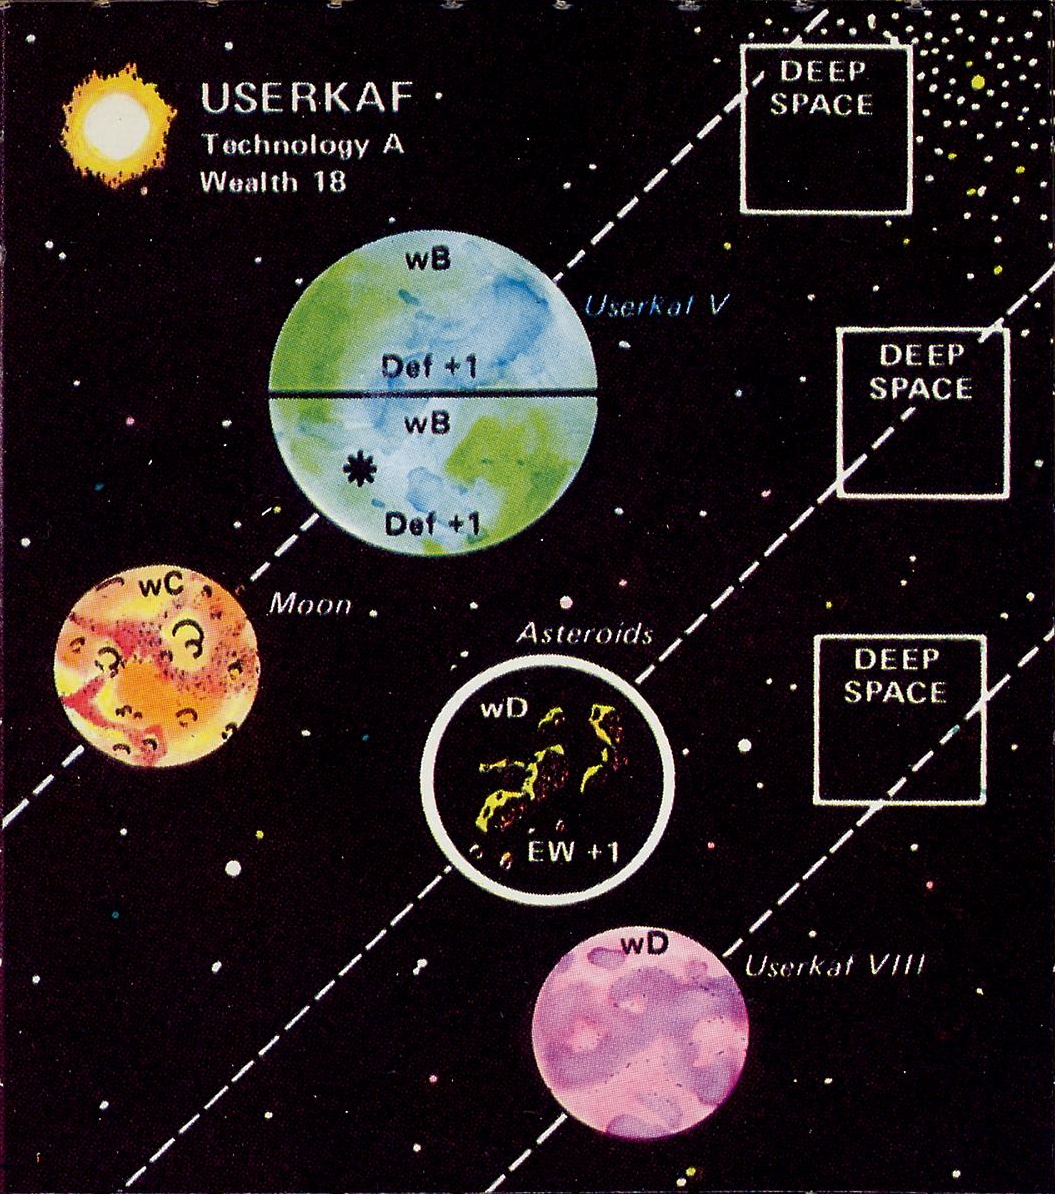 USERKAF
Technology A
Wealth 18
DEEP
SPACE
wB
Def +1
wB
Def +1
Userkaf V
DEEP
SPACE
wC
Moon
Asteroids
wD
EW +1
DEEP
SPACE
wD
Userkaf VIII